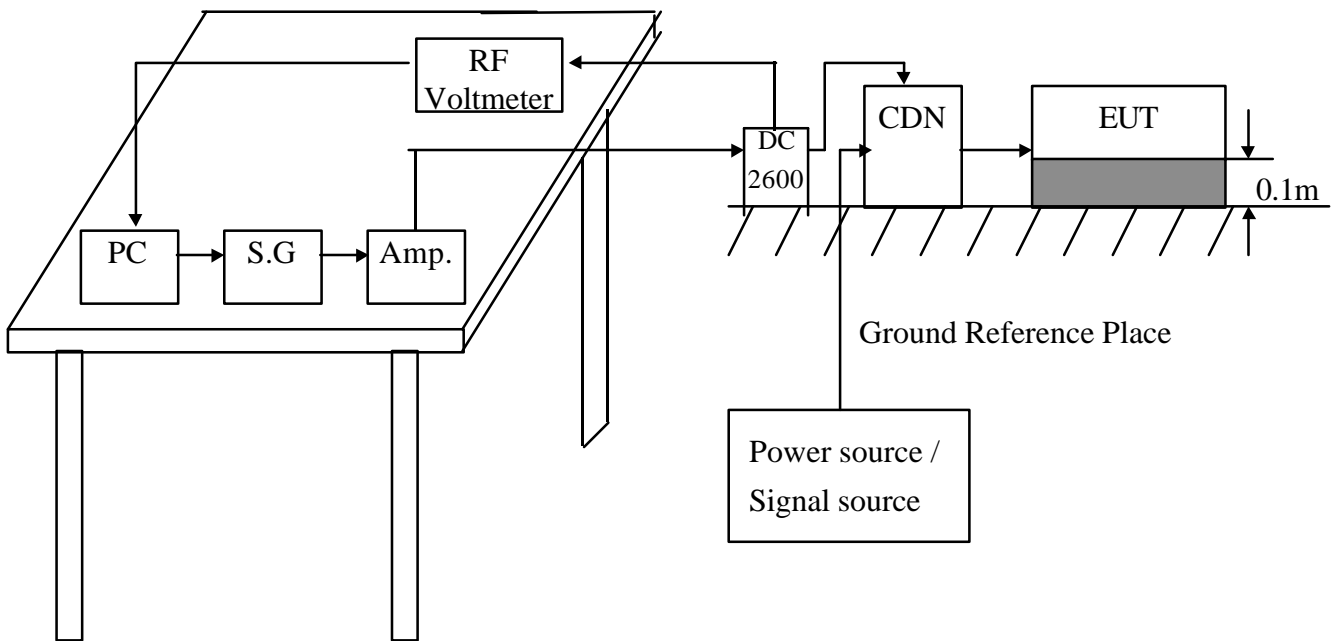 RF
Voltmeter
DC
2600
CDN
EUT
0.1m
PC
S.G
Amp.
Ground Reference Place
Power source /
Signal source